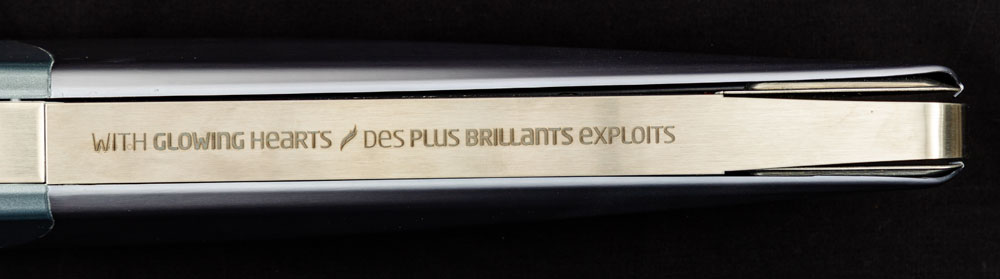 WITH GLOWING HeARTS / Des PLUS BRILLANTS exPLOITS